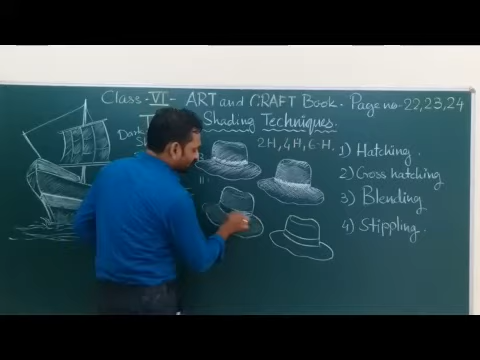 Class - VI - ART and CRAFT Book. Page no - 22,23,24
Shading Techniques.
2H, 4H, 6-H.
1) Hatching.
2) Cross hatching
3) Blending
4) Stippling.